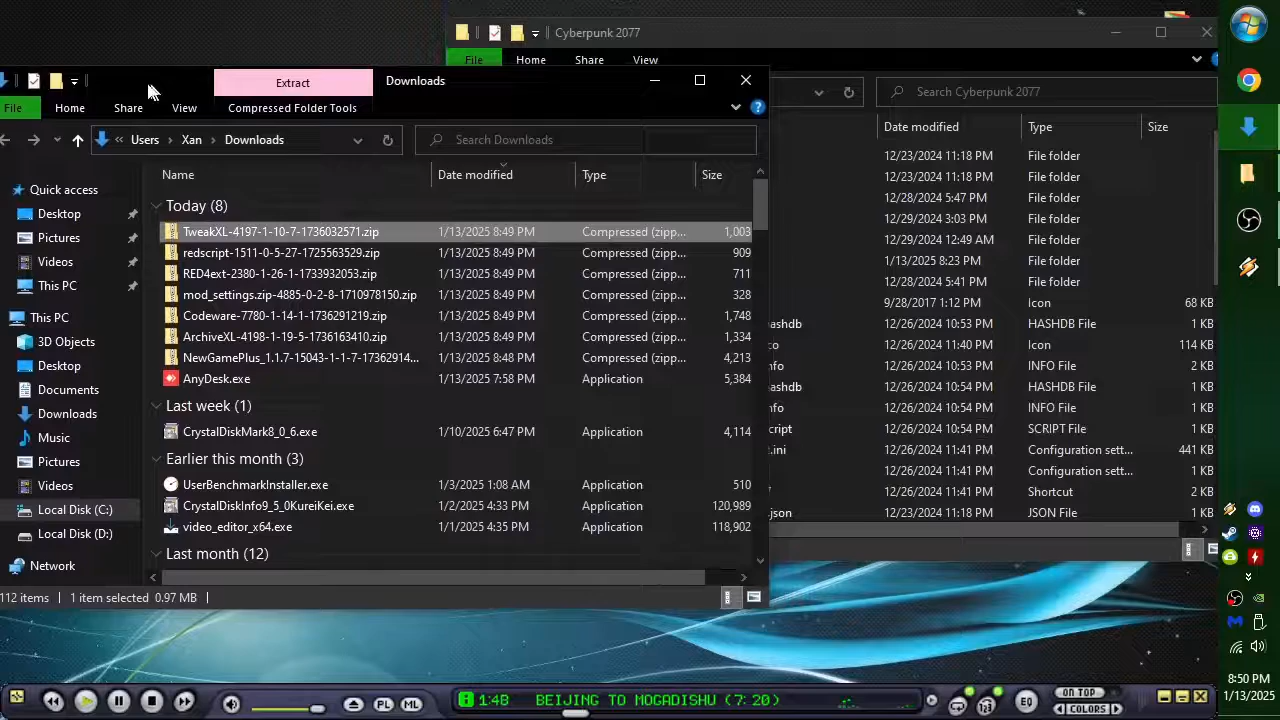 Cyberpunk 2077
File Home Share View
Extract Downloads
File Home Share View Compressed Folder Tools
« Users › Xan › Downloads
Search Downloads
Search Cyberpunk 2077
Name Date modified Type Size
Date modified Type Size
Quick access
Desktop
Pictures
Videos
This PC
This PC
3D Objects
Desktop
Documents
Downloads
Music
Pictures
Videos
Local Disk (C:)
Local Disk (D:)
Network
Today (8)
TweakXL-4197-1-10-7-1736032571.zip 1/13/2025 8:49 PM Compressed (zipp... 1,003
redscript-1511-0-5-27-1725563529.zip 1/13/2025 8:49 PM Compressed (zipp... 909
RED4ext-2380-1-26-1-1733932053.zip 1/13/2025 8:49 PM Compressed (zipp... 711
mod_settings.zip-4885-0-2-8-1710978150.zip 1/13/2025 8:49 PM Compressed (zipp... 328
Codeware-7780-1-14-1-1736291219.zip 1/13/2025 8:49 PM Compressed (zipp... 1,748
ArchiveXL-4198-1-19-5-1736163410.zip 1/13/2025 8:49 PM Compressed (zipp... 1,334
NewGamePlus_1.1.7-15043-1-1-7-17362914... 1/13/2025 8:48 PM Compressed (zipp... 4,213
AnyDesk.exe 1/13/2025 7:58 PM Application 5,384
Last week (1)
CrystalDiskMark8_0_6.exe 1/10/2025 6:47 PM Application 4,114
Earlier this month (3)
UserBenchmarkInstaller.exe 1/3/2025 1:08 AM Application 510
CrystalDiskInfo9_5_0KureiKei.exe 1/2/2025 4:33 PM Application 120,989
video_editor_x64.exe 1/1/2025 4:35 PM Application 118,902
Last month (12)
112 items 1 item selected 0.97 MB
12/23/2024 11:18 PM File folder
12/23/2024 11:18 PM File folder
12/28/2024 5:47 PM File folder
12/29/2024 3:03 PM File folder
12/29/2024 12:49 AM File folder
1/13/2025 8:23 PM File folder
12/28/2024 5:41 PM File folder
9/28/2017 1:12 PM Icon 68 KB
ashdb 12/26/2024 10:53 PM HASHDB File 1 KB
co 12/26/2024 11:40 PM Icon 114 KB
nfo 12/26/2024 10:53 PM INFO File 2 KB
ashdb 12/26/2024 10:54 PM HASHDB File 1 KB
nfo 12/26/2024 10:54 PM INFO File 1 KB
cript 12/26/2024 10:54 PM SCRIPT File 1 KB
t.ini 12/26/2024 11:41 PM Configuration sett... 441 KB
12/26/2024 11:41 PM Configuration sett... 1 KB
12/26/2024 11:41 PM Shortcut 1 KB
.json 12/23/2024 11:18 PM JSON File 1 KB
PL ML 1:48 BEIJING TO MOGADISHU (7:20) EQ ON TOP
COLORS
8:50 PM
1/13/2025